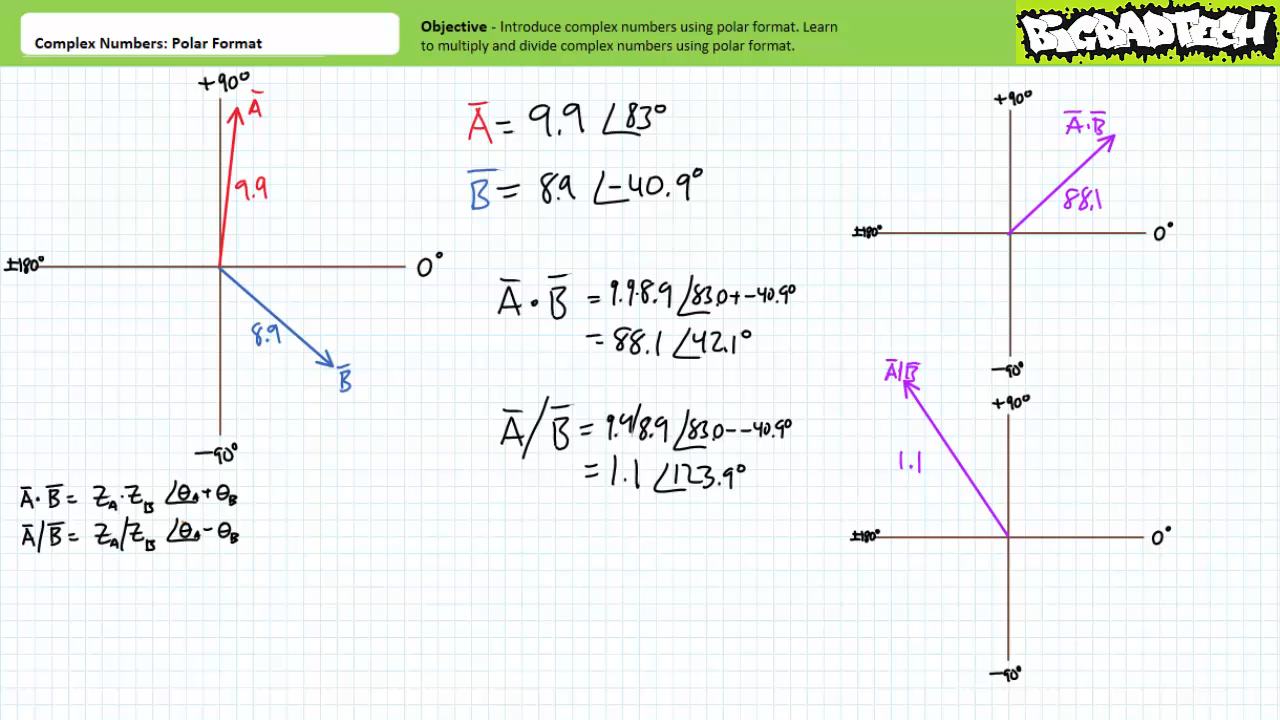 Complex Numbers: Polar Format
Objective - Introduce complex numbers using polar format. Learn
to multiply and divide complex numbers using polar format.
BIGBADTECH
+90°
A̅
9.9
±180°
0°
8.9
B̅
-90°
A̅·B̅ = Z_A·Z_B ∠θ_A+θ_B
A̅/B̅ = Z_A/Z_B ∠θ_A-θ_B
A̅ = 9.9 ∠83°
B̅ = 8.9 ∠-40.9°
A̅·B̅ = 9.9·8.9 ∠83.0+-40.9°
= 88.1 ∠42.1°
A̅/B̅ = 9.9/8.9 ∠83.0--40.9°
= 1.1 ∠123.9°
+90°
A̅·B̅
88.1
±180°
0°
-90°
A̅/B̅
+90°
1.1
±180°
0°
-90°